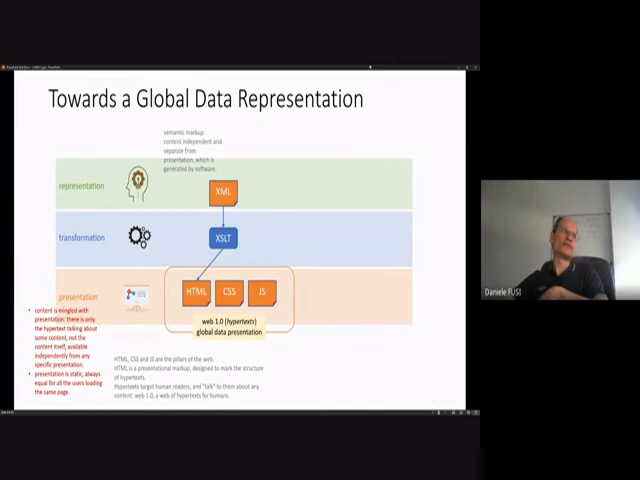 Towards a Global Data Representation
semantic markup:
content independent and
separate from
presentation, which is
generated by software.
representation
XML
transformation
XSLT
presentation
HTML
CSS
JS
web 1.0 (hypertexts)
global data presentation
• content is mingled with
presentation: there is only
the hypertext talking about
some content, not the
content itself, available
independently from any
specific presentation.
• presentation is static, always
equal for all the users loading
the same page.
HTML, CSS and JS are the pillars of the web.
HTML is a presentational markup, designed to mark the structure
of hypertexts.
Hypertexts target human readers, and "talk" to them about any
content: web 1.0, a web of hypertexts for humans.
Daniele FUSI